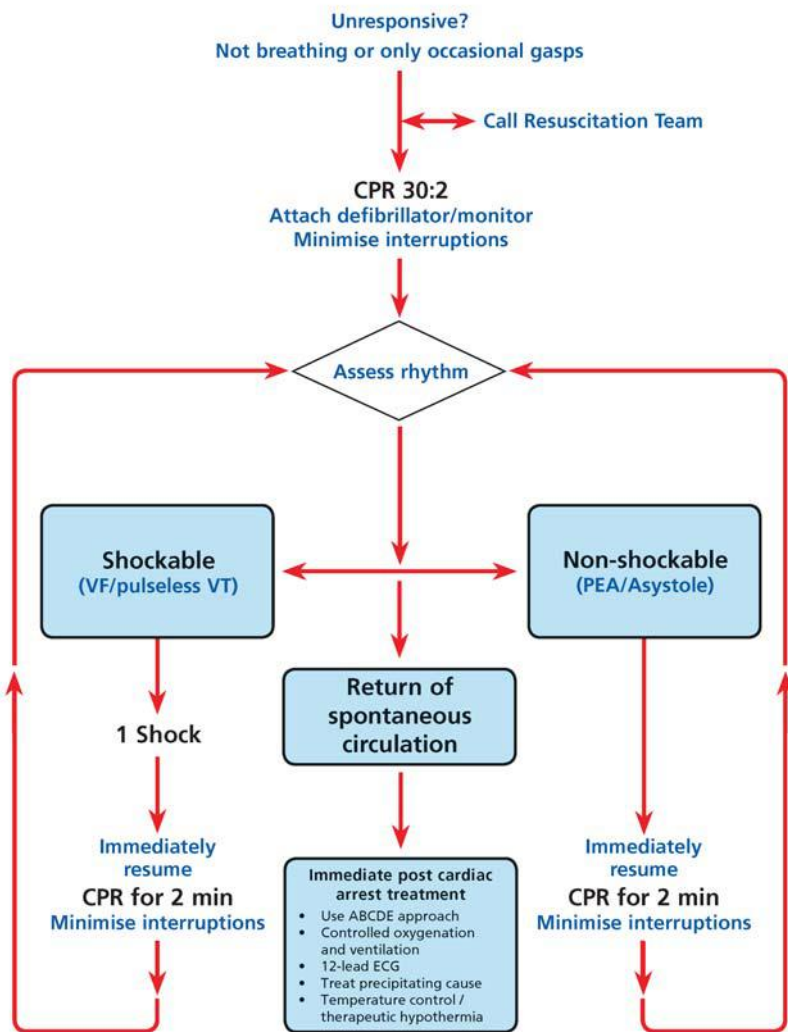 Unresponsive?
Not breathing or only occasional gasps
Call Resuscitation Team
CPR 30:2
Attach defibrillator/monitor
Minimise interruptions
Assess rhythm
Shockable
(VF/pulseless VT)
Non-shockable
(PEA/Asystole)
Return of
spontaneous
circulation
1 Shock
Immediately
resume
CPR for 2 min
Minimise interruptions
Immediate post cardiac
arrest treatment
• Use ABCDE approach
• Controlled oxygenation
and ventilation
• 12-lead ECG
• Treat precipitating cause
• Temperature control /
therapeutic hypothermia
Immediately
resume
CPR for 2 min
Minimise interruptions